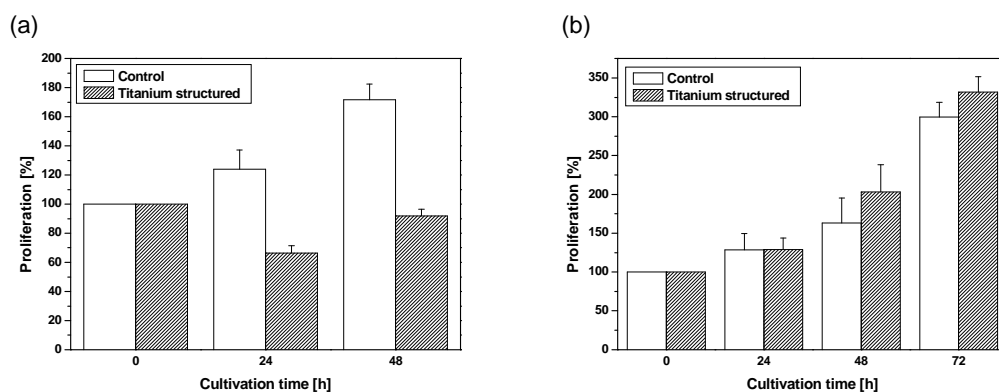 (a)
200
180
160
140
120
100
80
60
40
20
0
Proliferation [%]
Control
Titanium structured
0 24 48
Cultivation time [h]
(b)
350
300
250
200
150
100
50
0
Proliferation [%]
Control
Titanium structured
0 24 48 72
Cultivation time [h]